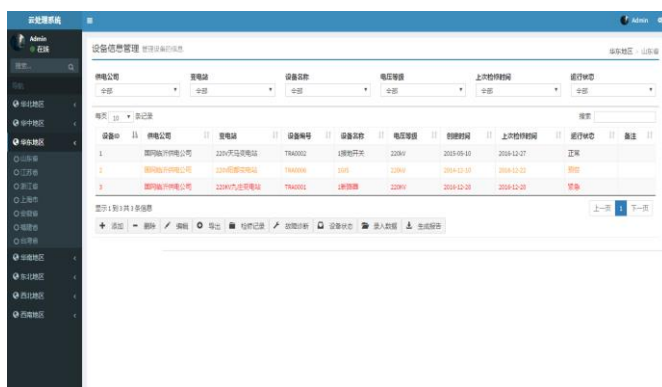 云处理系统
Admin
Admin
在线
设备信息管理 管理设备的信息
华东地区 山东省
搜索...
导航
华北地区
华中地区
华东地区
山东省
江苏省
浙江省
上海市
安徽省
福建省
台湾省
华南地区
东北地区
西北地区
西南地区
供电公司 变电站 设备名称 电压等级 上次检修时间 运行状态
全部 全部 全部 全部 全部 全部
每页 10 条记录 搜索
设备ID 供电公司 变电站 设备编号 设备名称 电压等级 创建时间 上次检修时间 运行状态 备注
1 国网临沂供电公司 220V天马变电站 TRA0002 1接地开关 220kV 2015-05-10 2016-12-27 正常
2 国网临沂供电公司 220kV 2016-12-10
3 国网临沂供电公司 TRA0001 1断路器 220kV 2016-12-20 2016-12-28 紧急
显示1到3共3条信息
上一页 1 下一页
添加 删除 编辑 导出 检修记录 故障诊断 设备状态 录入数据 生成报告